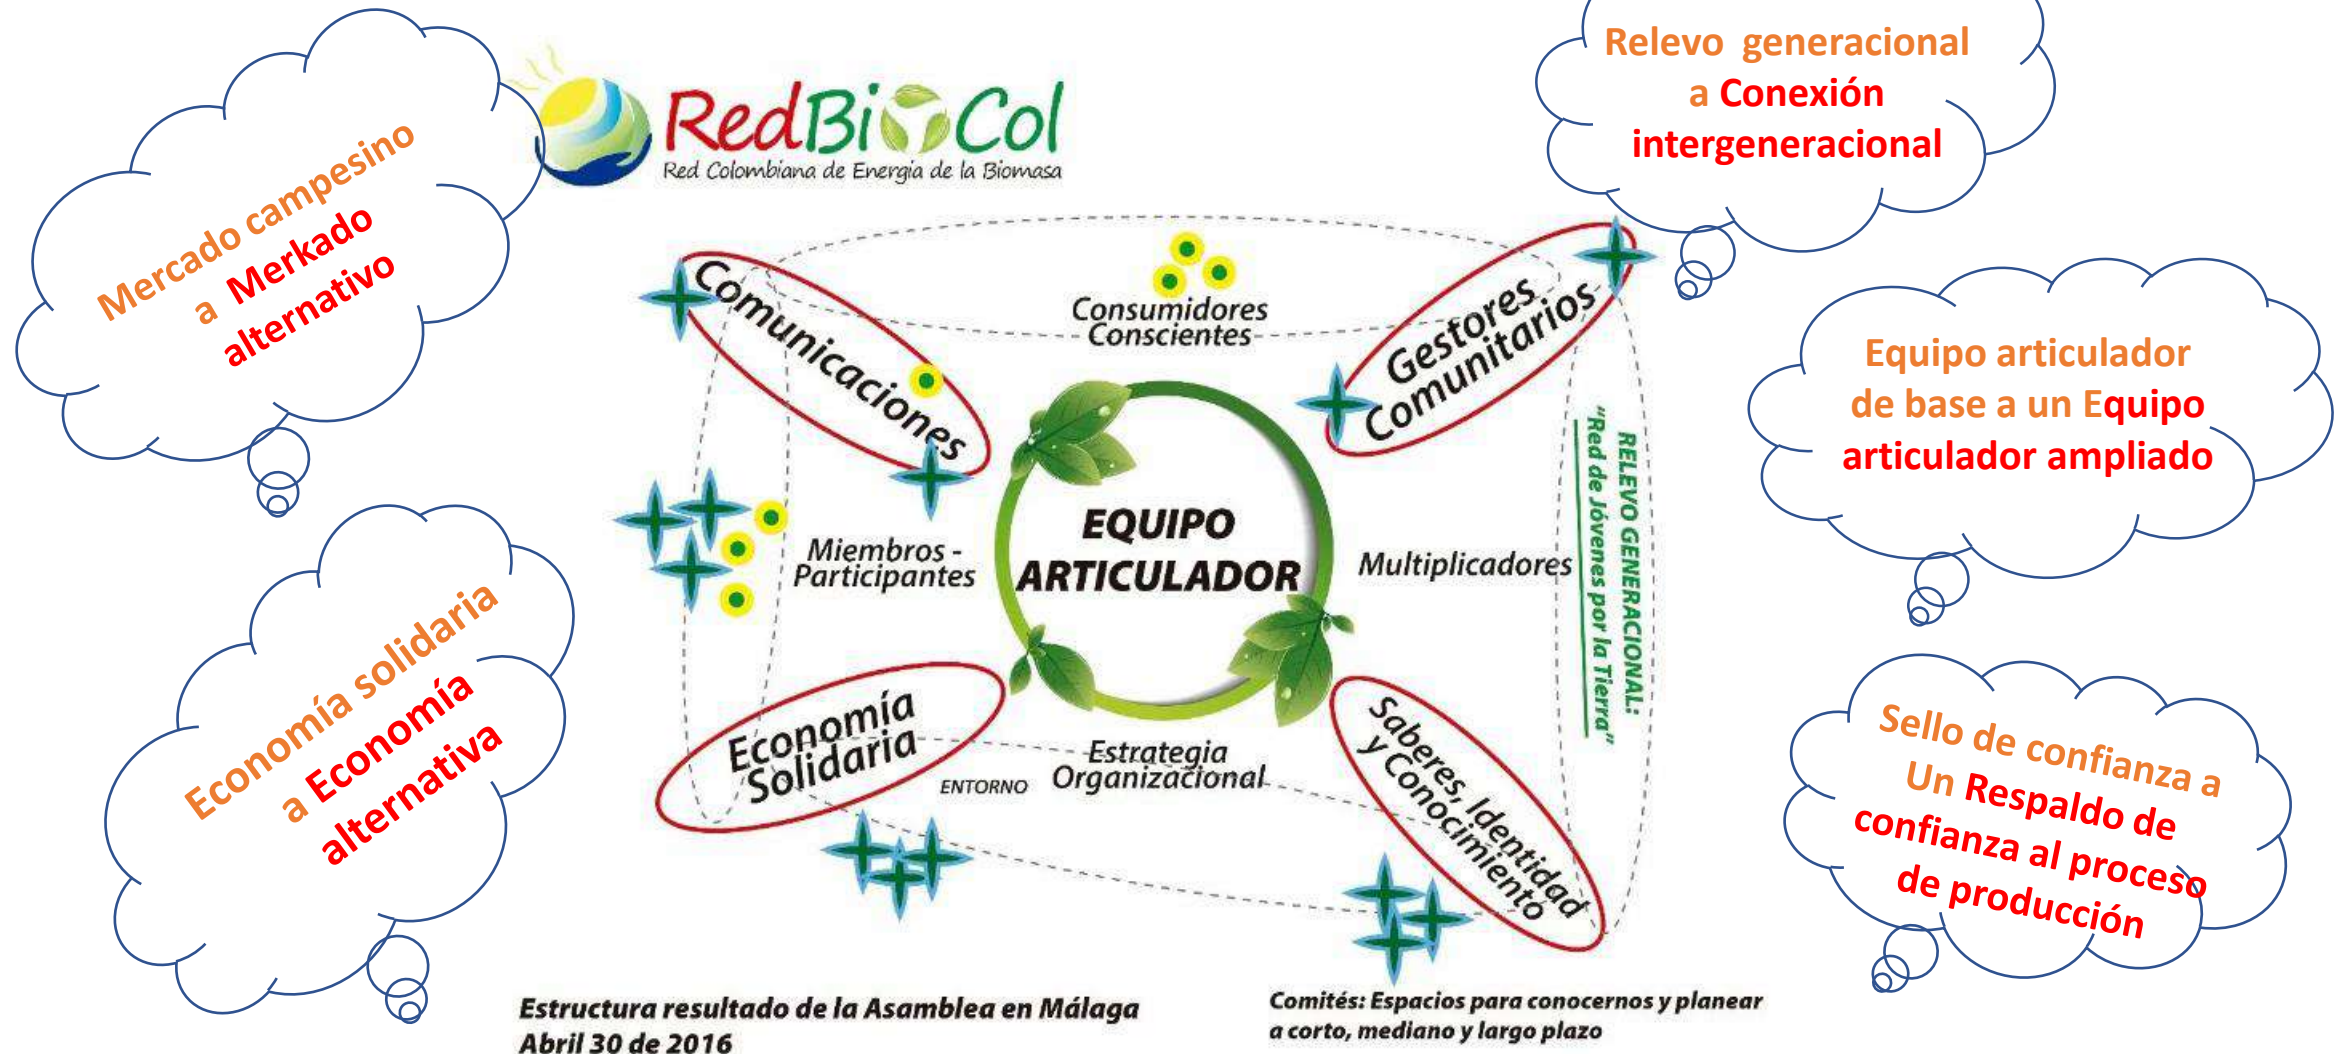 Mercado campesino
a Merkado
alternativo
RedBioCol
Red Colombiana de Energía de la Biomasa
Relevo generacional
a Conexión
intergeneracional
Comunicaciones
Consumidores
Conscientes
Gestores
Comunitarios
Equipo articulador
de base a un Equipo
articulador ampliado
EQUIPO
ARTICULADOR
Miembros -
Participantes
Multiplicadores
RELEVO GENERACIONAL:
"Red de Jóvenes por la Tierra"
Economía solidaria
a Economía
alternativa
Economía
Solidaria
ENTORNO
Estrategia
Organizacional
Saberes, Identidad
y Conocimiento
Sello de confianza a
Un Respaldo de
confianza al proceso
de producción
Estructura resultado de la Asamblea en Málaga
Abril 30 de 2016
Comités: Espacios para conocernos y planear
a corto, mediano y largo plazo